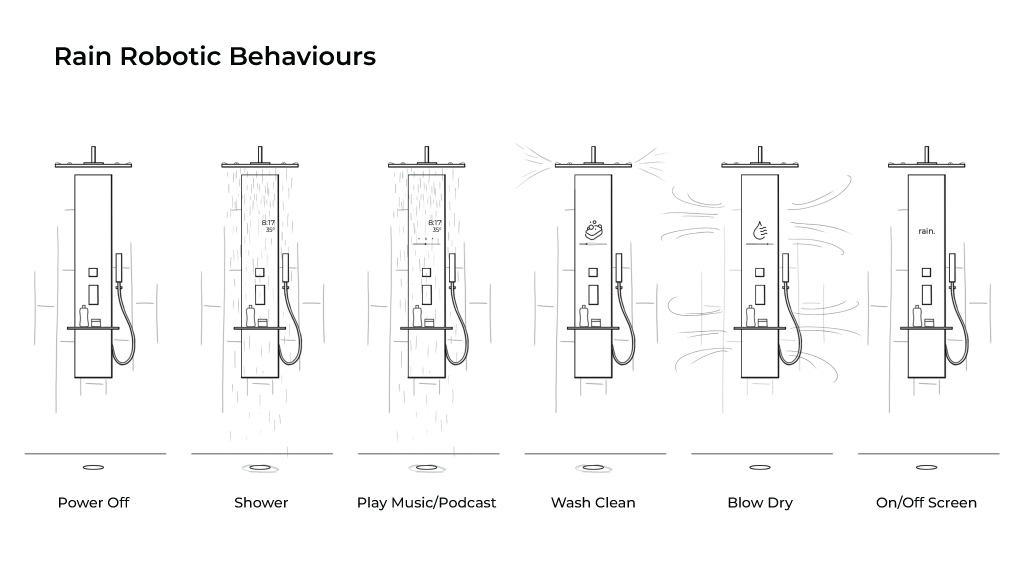 Rain Robotic Behaviours
8:17
35°
8:17
35°
rain.
Power Off
Shower
Play Music/Podcast
Wash Clean
Blow Dry
On/Off Screen